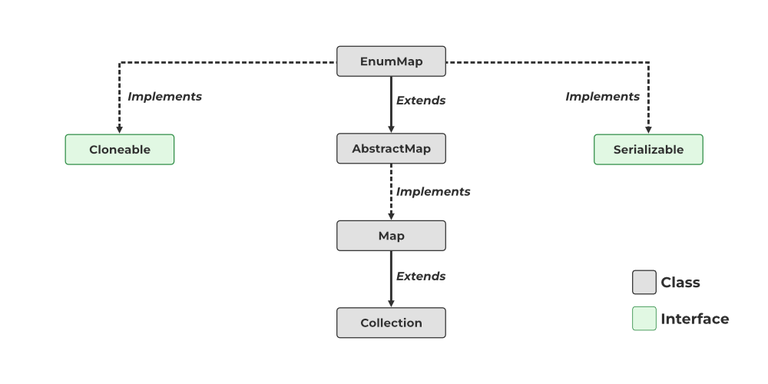 EnumMap
Implements
Extends
Implements
Cloneable
AbstractMap
Serializable
Implements
Map
Extends
Class
Collection
Interface